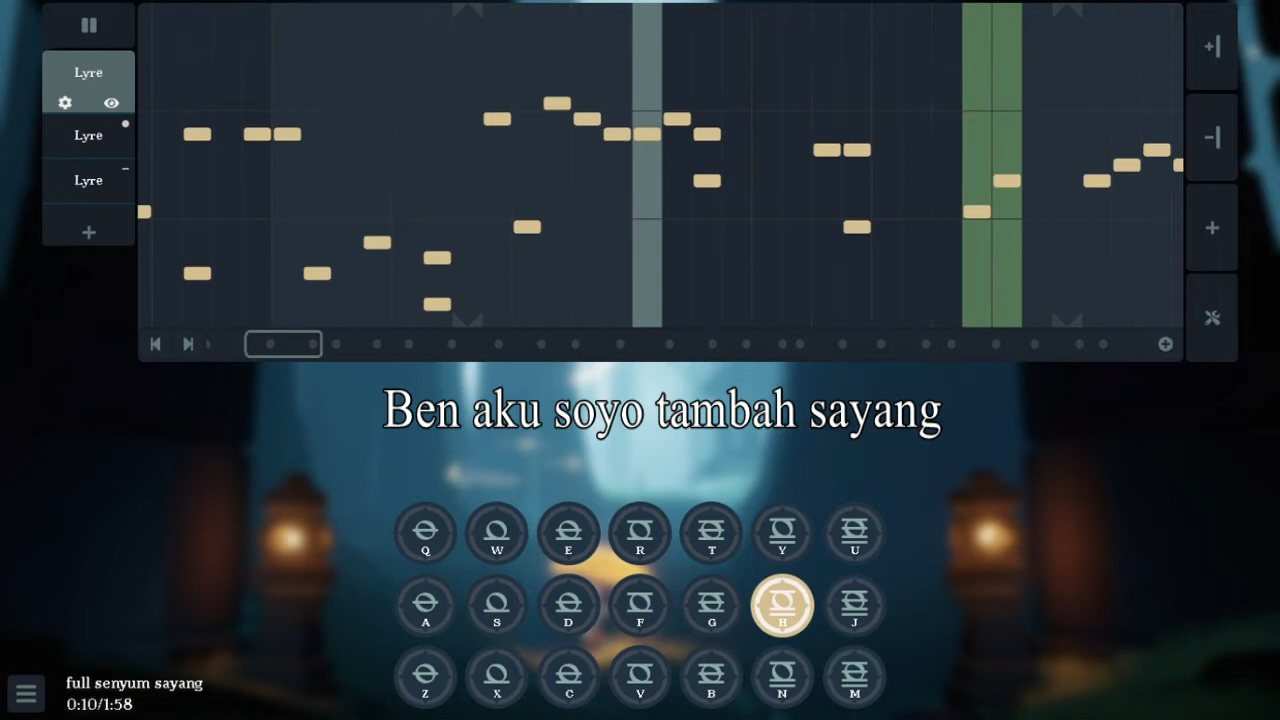 Lyre
Lyre
Lyre
Ben aku soyo tambah sayang
Q W E R T Y U
A S D F G H J
Z X C V B N M
full senyum sayang
0:10/1:58